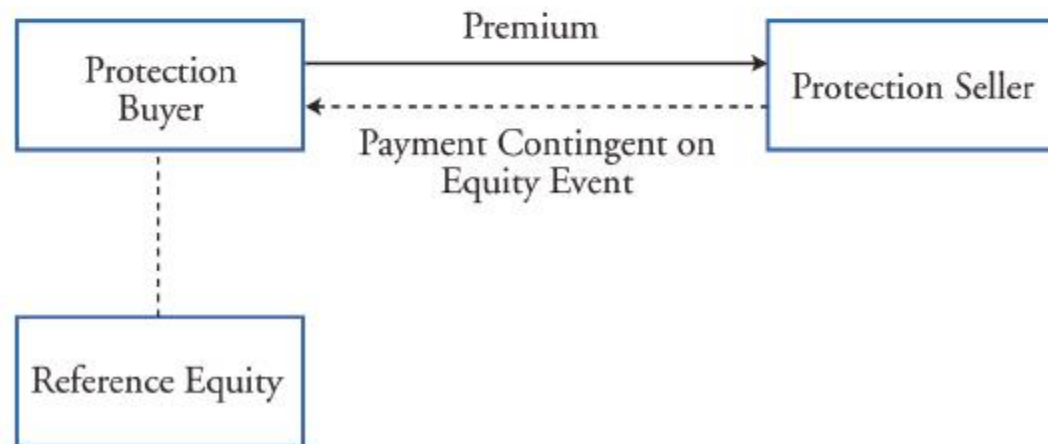 Protection
Buyer
Premium
Protection Seller
Payment Contingent on
Equity Event
Reference Equity